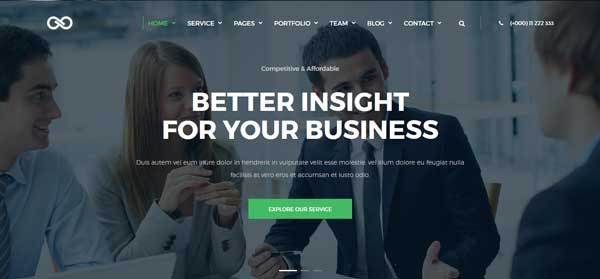 HOME SERVICE PAGES PORTFOLIO TEAM BLOG CONTACT (+000) 11 222 333
Competitive & Affordable
BETTER INSIGHT
FOR YOUR BUSINESS
Duis autem vel eum iriure dolor in hendrerit in vulputate velit esse molestie, vel illum dolore eu feugiat nulla
facilisis at vero eros et accumsan et iusto odio.
EXPLORE OUR SERVICE